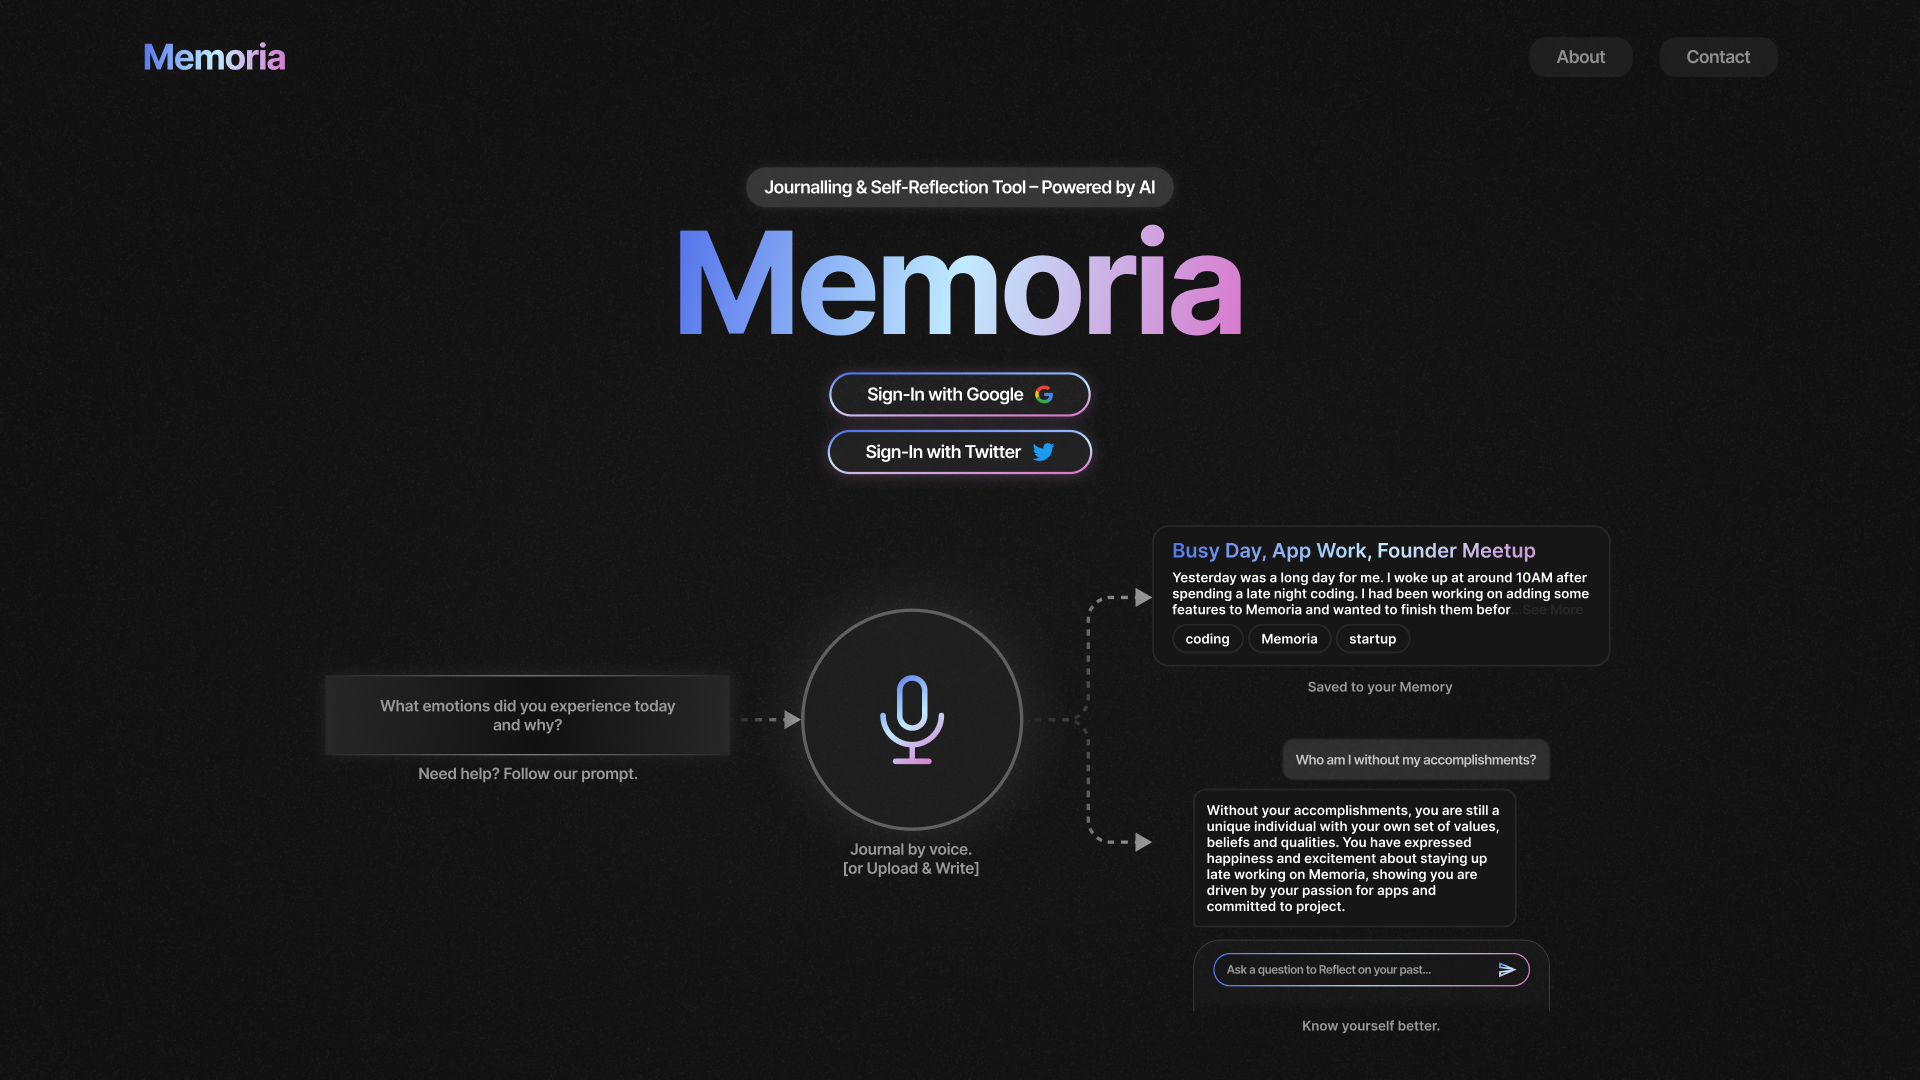 Memoria
About
Contact
Journalling & Self-Reflection Tool – Powered by AI
Memoria
Sign-In with Google
Sign-In with Twitter
What emotions did you experience today
and why?
Need help? Follow our prompt.
Journal by voice.
[or Upload & Write]
Busy Day, App Work, Founder Meetup
Yesterday was a long day for me. I woke up at around 10AM after
spending a late night coding. I had been working on adding some
features to Memoria and wanted to finish them befor...See More
coding
Memoria
startup
Saved to your Memory
Who am I without my accomplishments?
Without your accomplishments, you are still a
unique individual with your own set of values,
beliefs and qualities. You have expressed
happiness and excitement about staying up
late working on Memoria, showing you are
driven by your passion for apps and
committed to project.
Ask a question to Reflect on your past...
Know yourself better.